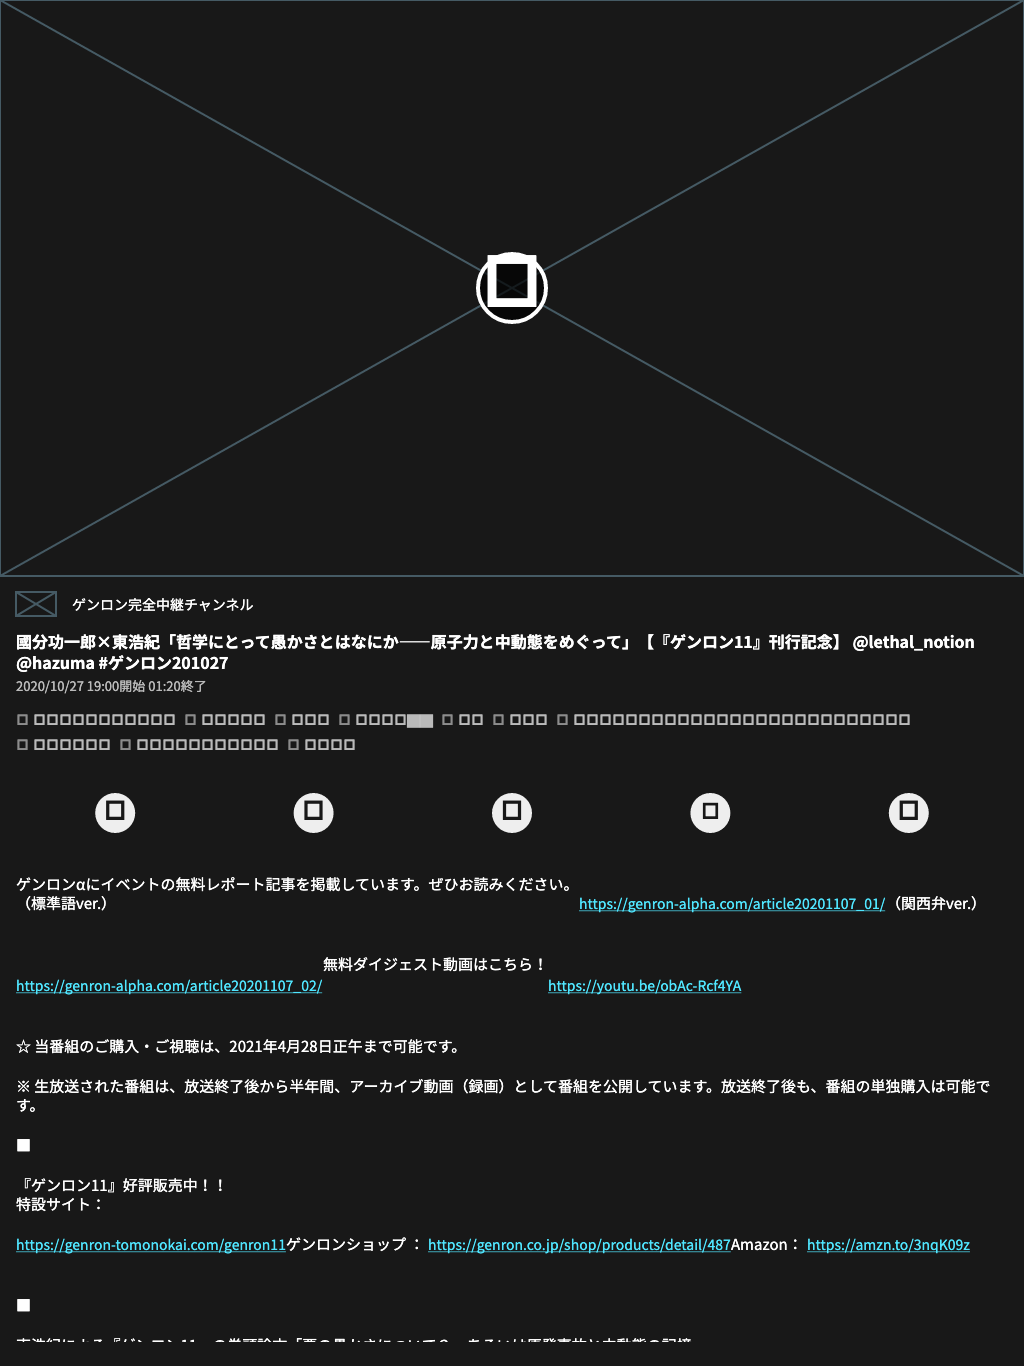 ゲンロン完全中継チャンネル
國分功一郎×東浩紀「哲学にとって愚かさとはなにか――原子力と中動態をめぐって」【『ゲンロン11』刊行記念】 @lethal_notion
@hazuma #ゲンロン201027
2020/10/27 19:00開始 01:20終了
ゲンロンαにイベントの無料レポート記事を掲載しています。ぜひお読みください。
（標準語ver.） https://genron-alpha.com/article20201107_01/（関西弁ver.）
無料ダイジェスト動画はこちら！
https://genron-alpha.com/article20201107_02/ https://youtu.be/obAc-Rcf4YA
☆ 当番組のご購入・ご視聴は、2021年4月28日正午まで可能です。
※ 生放送された番組は、放送終了後から半年間、アーカイブ動画（録画）として番組を公開しています。放送終了後も、番組の単独購入は可能で
す。
■
『ゲンロン11』好評販売中！！
特設サイト：
https://genron-tomonokai.com/genron11ゲンロンショップ ： https://genron.co.jp/shop/products/detail/487Amazon： https://amzn.to/3nqK09z
■